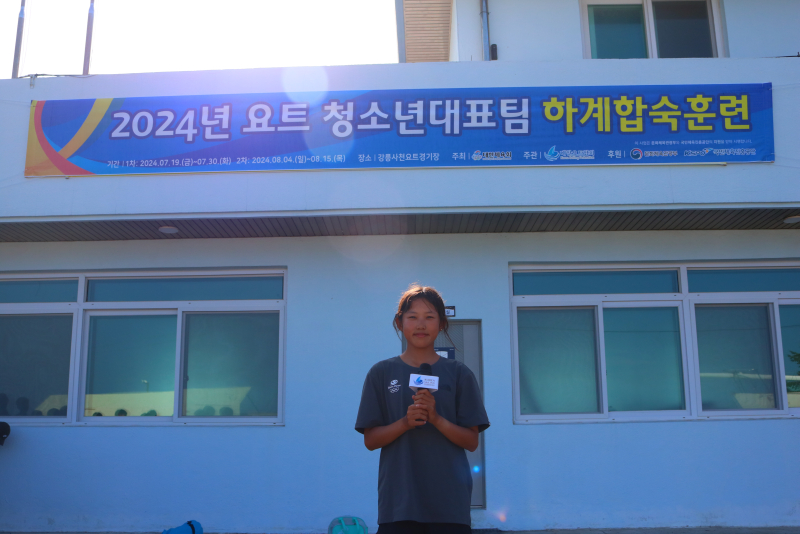 2024년 요트 청소년대표팀 하계합숙훈련
기간 | 1차: 2024.07.19.(금)~07.30.(화) 2차: 2024.08.04.(일)~08.15.(목) 장소 | 강릉사천요트경기장 주최 | 주관 | 후원 |